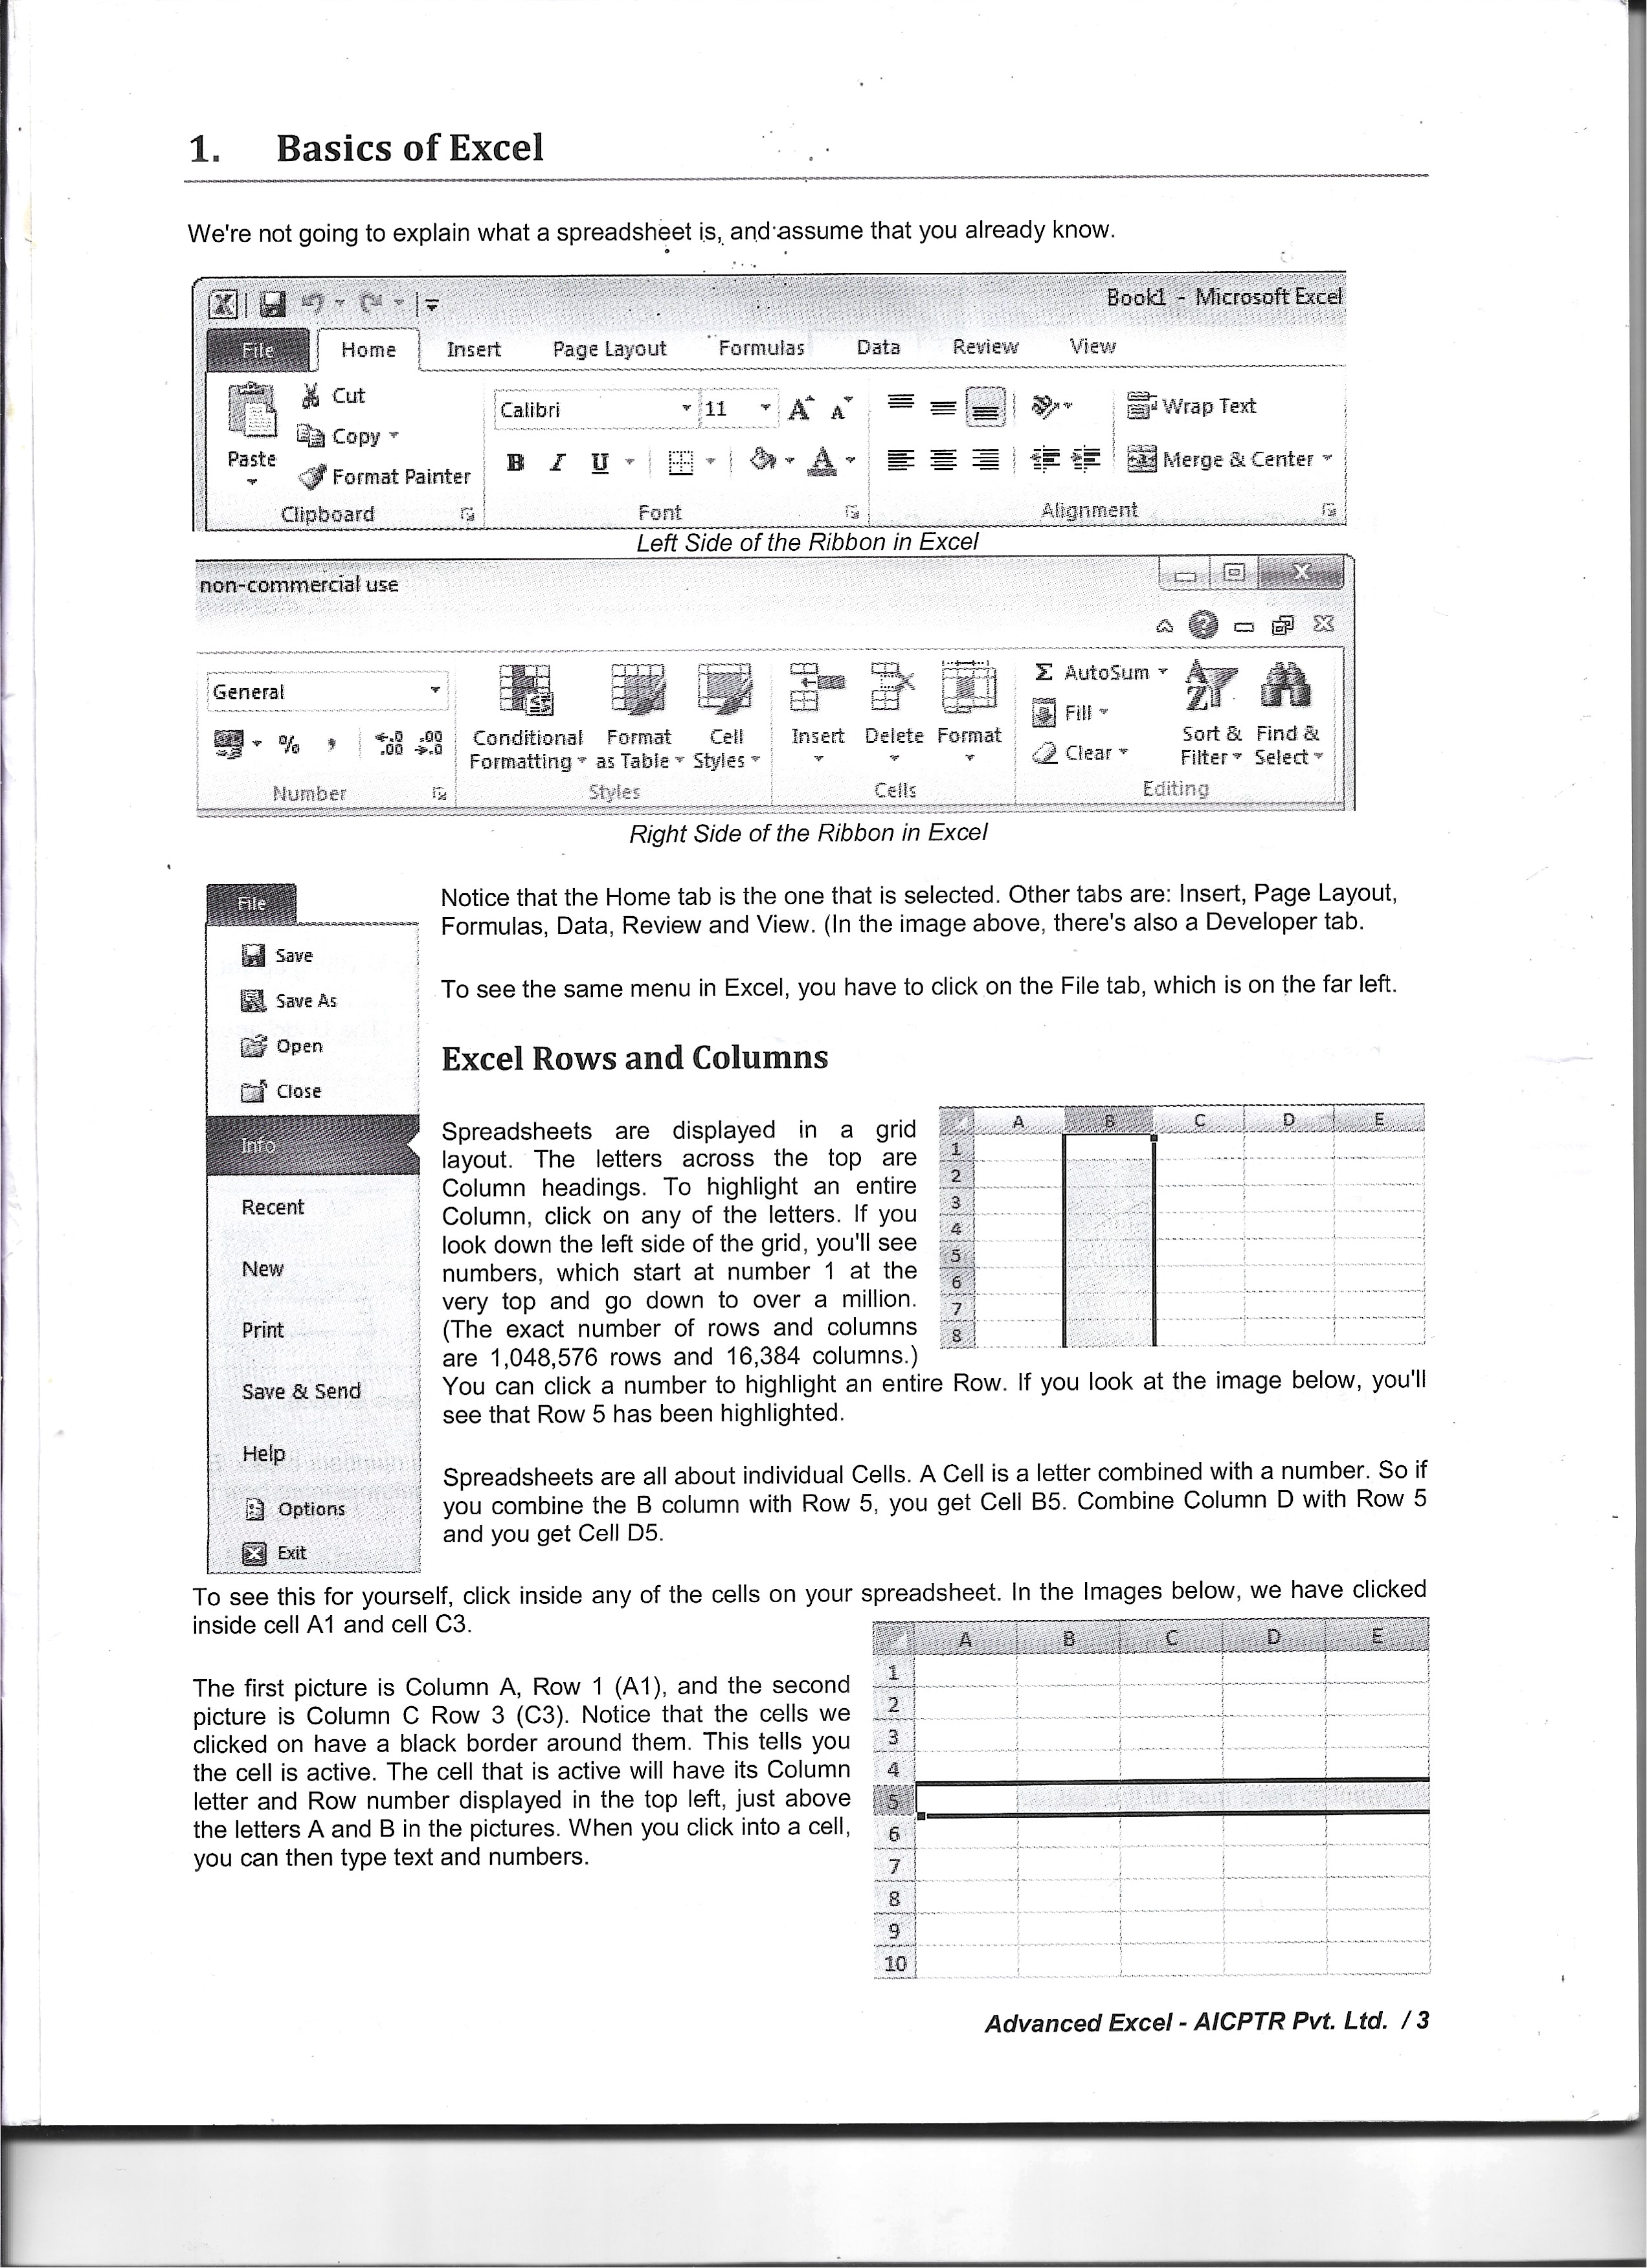 1. Basics of Excel
We're not going to explain what a spreadsheet is, and assume that you already know.
Book1 - Microsoft Excel
File Home Insert Page Layout Formulas Data Review View
Cut
Copy
Paste
Format Painter
Clipboard
Calibri 11 A A
B I U A
Font
Wrap Text
Merge & Center
Alignment
Left Side of the Ribbon in Excel
non-commercial use
General
% , .0 .00 .00 .0
Number
Conditional Formatting
Format as Table
Cell Styles
Styles
Insert Delete Format
Cells
Σ AutoSum
Fill
Clear
Sort & Filter
Find & Select
Editing
Right Side of the Ribbon in Excel
File
Save
Save As
Open
Close
Info
Recent
New
Print
Save & Send
Help
Options
Exit
Notice that the Home tab is the one that is selected. Other tabs are: Insert, Page Layout,
Formulas, Data, Review and View. (In the image above, there's also a Developer tab.
To see the same menu in Excel, you have to click on the File tab, which is on the far left.
Excel Rows and Columns
Spreadsheets are displayed in a grid
layout. The letters across the top are
Column headings. To highlight an entire
Column, click on any of the letters. If you
look down the left side of the grid, you'll see
numbers, which start at number 1 at the
very top and go down to over a million.
(The exact number of rows and columns
are 1,048,576 rows and 16,384 columns.)
A B C D E
1
2
3
4
5
6
7
8
You can click a number to highlight an entire Row. If you look at the image below, you'll
see that Row 5 has been highlighted.
Spreadsheets are all about individual Cells. A Cell is a letter combined with a number. So if
you combine the B column with Row 5, you get Cell B5. Combine Column D with Row 5
and you get Cell D5.
To see this for yourself, click inside any of the cells on your spreadsheet. In the Images below, we have clicked
inside cell A1 and cell C3.
The first picture is Column A, Row 1 (A1), and the second
picture is Column C Row 3 (C3). Notice that the cells we
clicked on have a black border around them. This tells you
the cell is active. The cell that is active will have its Column
letter and Row number displayed in the top left, just above
the letters A and B in the pictures. When you click into a cell,
you can then type text and numbers.
A B C D E
1
2
3
4
5
6
7
8
9
10
Advanced Excel - AICPTR Pvt. Ltd. / 3